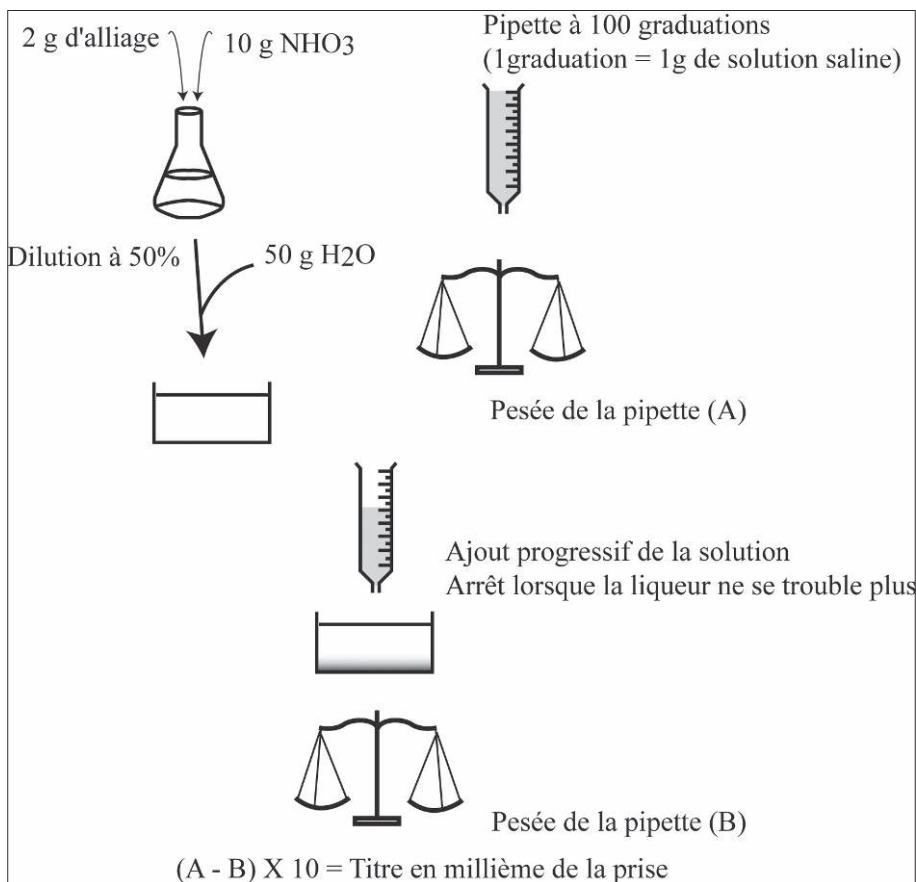 2 g d'alliage
10 g NHO3
Pipette à 100 graduations
(1graduation = 1g de solution saline)
Dilution à 50%
50 g H2O
Pesée de la pipette (A)
Ajout progressif de la solution
Arrêt lorsque la liqueur ne se trouble plus
Pesée de la pipette (B)
(A - B) X 10 = Titre en millième de la prise